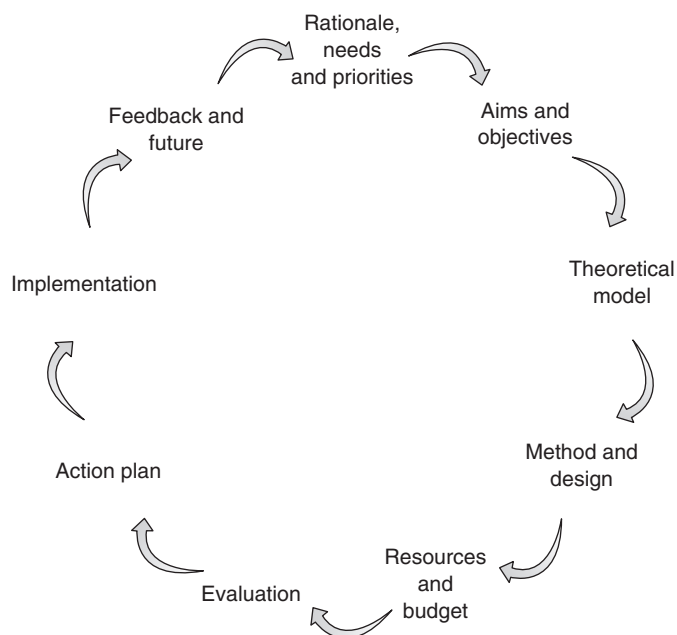 Rationale,
needs
and priorities
Aims and
objectives
Theoretical
model
Method and
design
Resources
and
budget
Evaluation
Action plan
Implementation
Feedback and
future